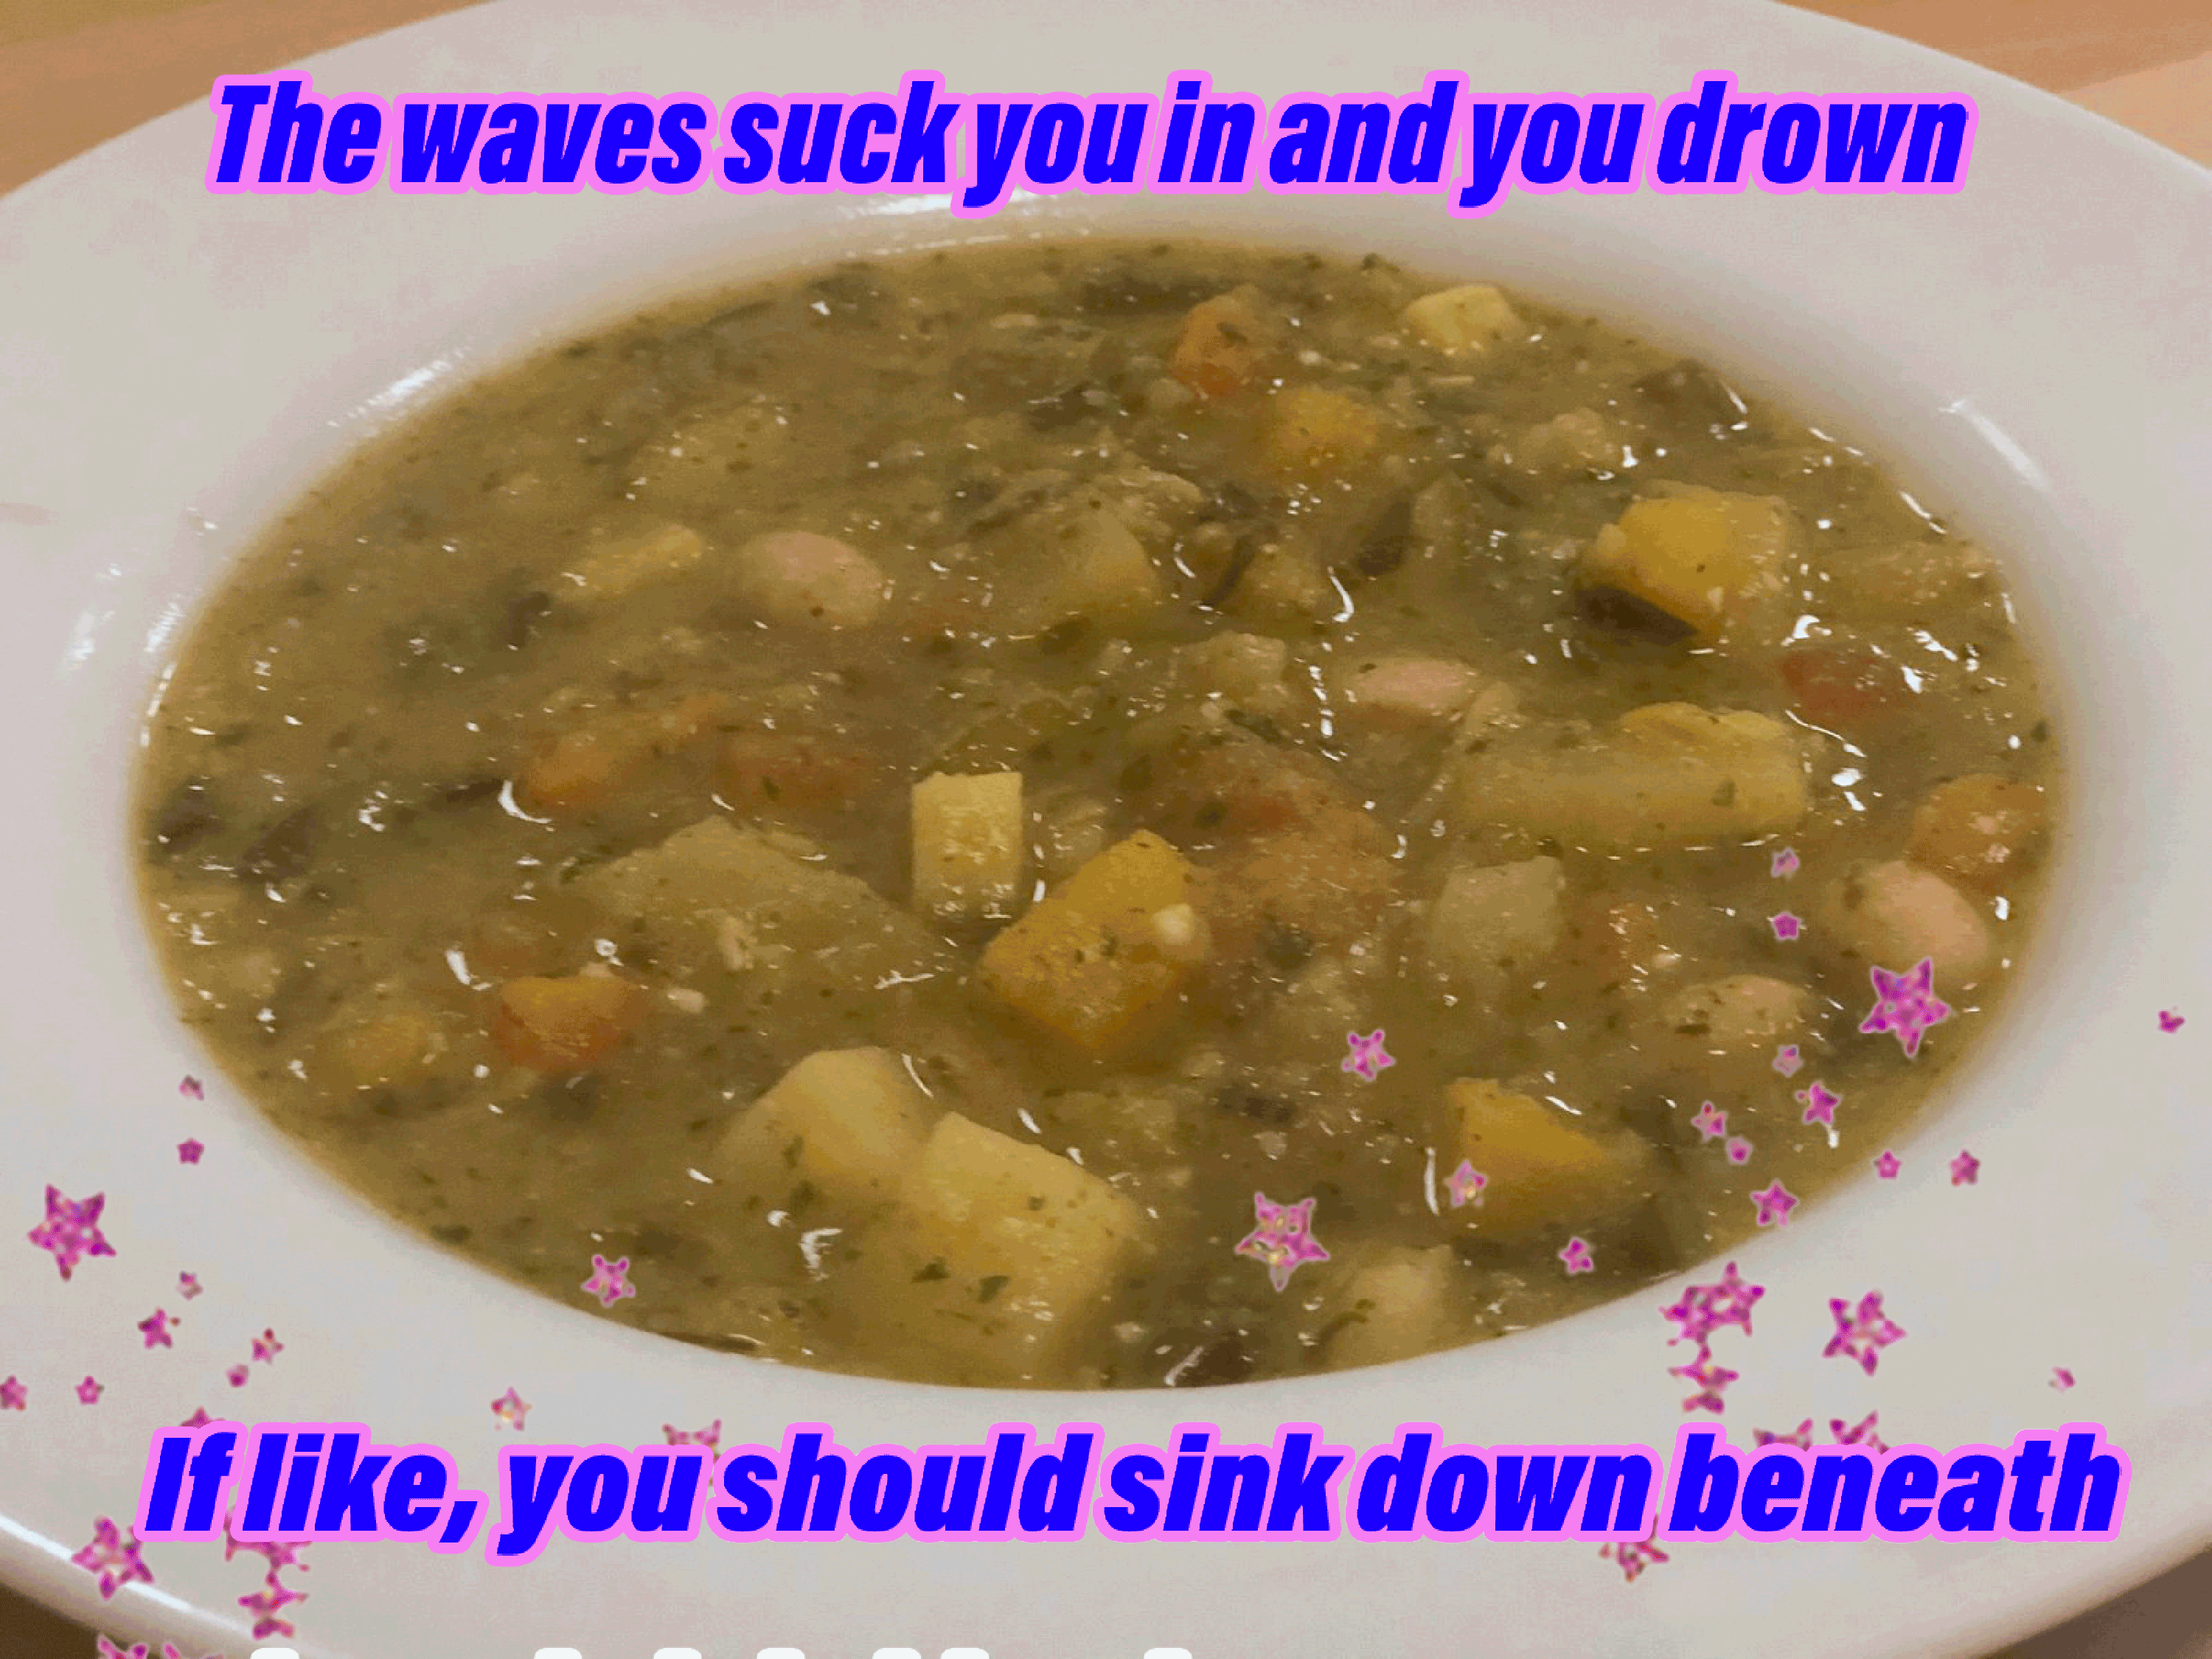 The waves suck you in and you drown
If like, you should sink down beneath